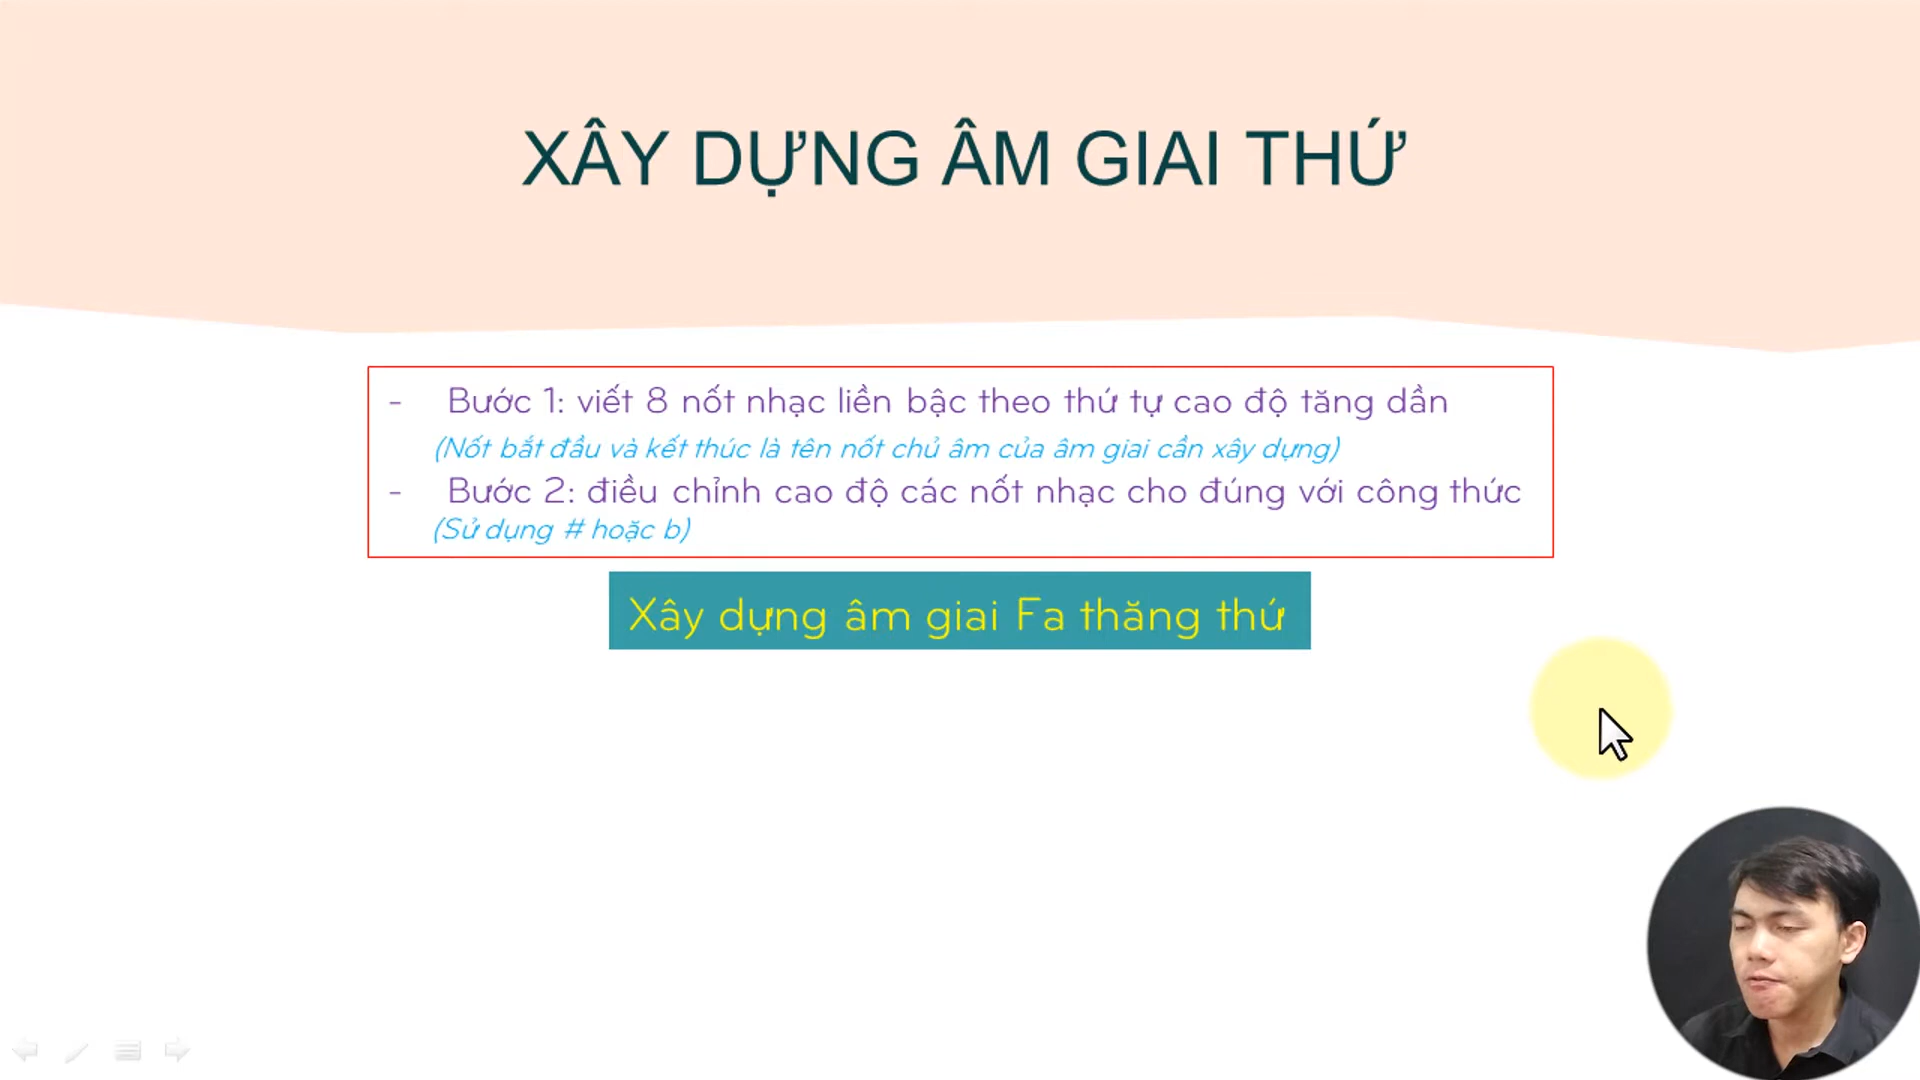 XÂY DỰNG ÂM GIAI THỨ
- Bước 1: viết 8 nốt nhạc liền bậc theo thứ tự cao độ tăng dần
(Nốt bắt đầu và kết thúc là tên nốt chủ âm của âm giai cần xây dựng)
- Bước 2: điều chỉnh cao độ các nốt nhạc cho đúng với công thức
(Sử dụng # hoặc b)
Xây dựng âm giai Fa thăng thứ